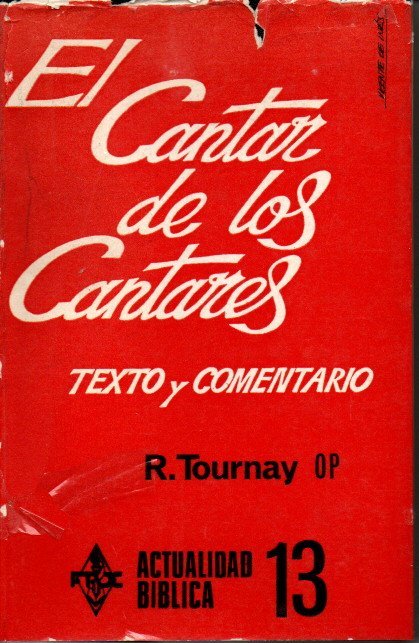 El
Cantar
de los
Cantares
TEXTO y COMENTARIO
R. Tournay OP
ACTUALIDAD
BIBLICA
13